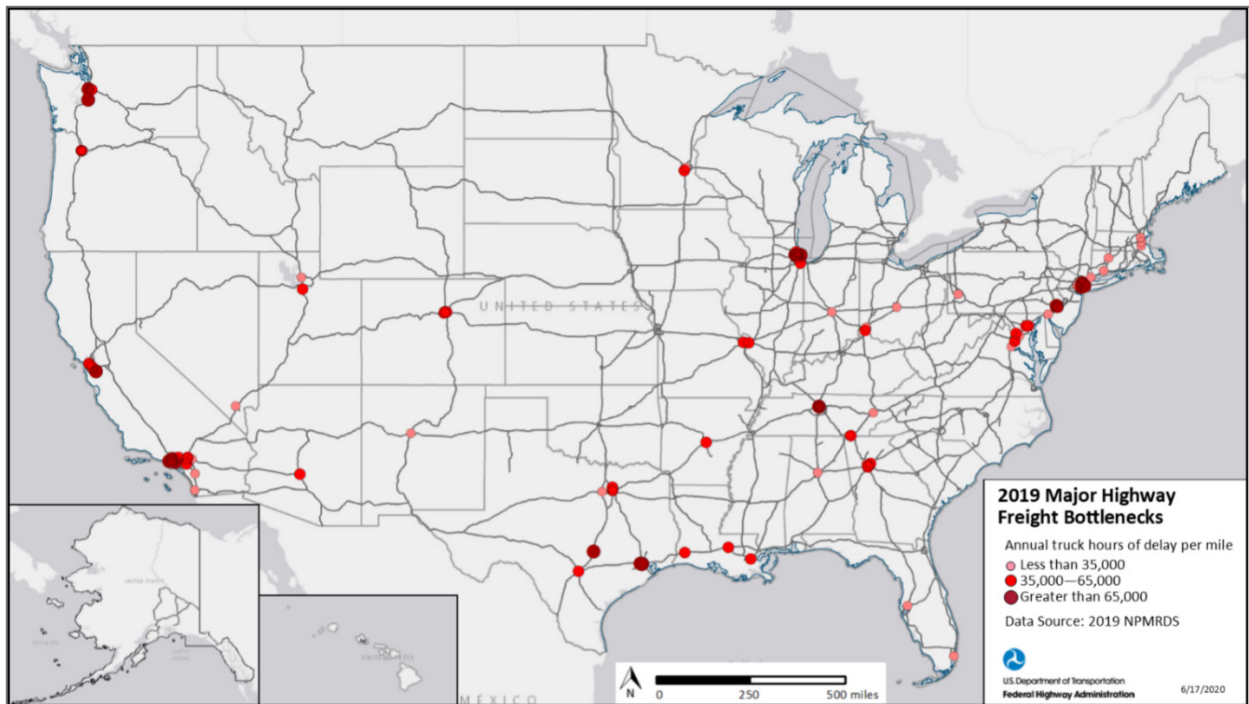 UNITED STATES
2019 Major Highway
Freight Bottlenecks
Annual truck hours of delay per mile
Less than 35,000
35,000—65,000
Greater than 65,000
Data Source: 2019 NPMRDS
U.S. Department of Transportation
Federal Highway Administration
6/17/2020
N
0 250 500 miles
MÉXICO